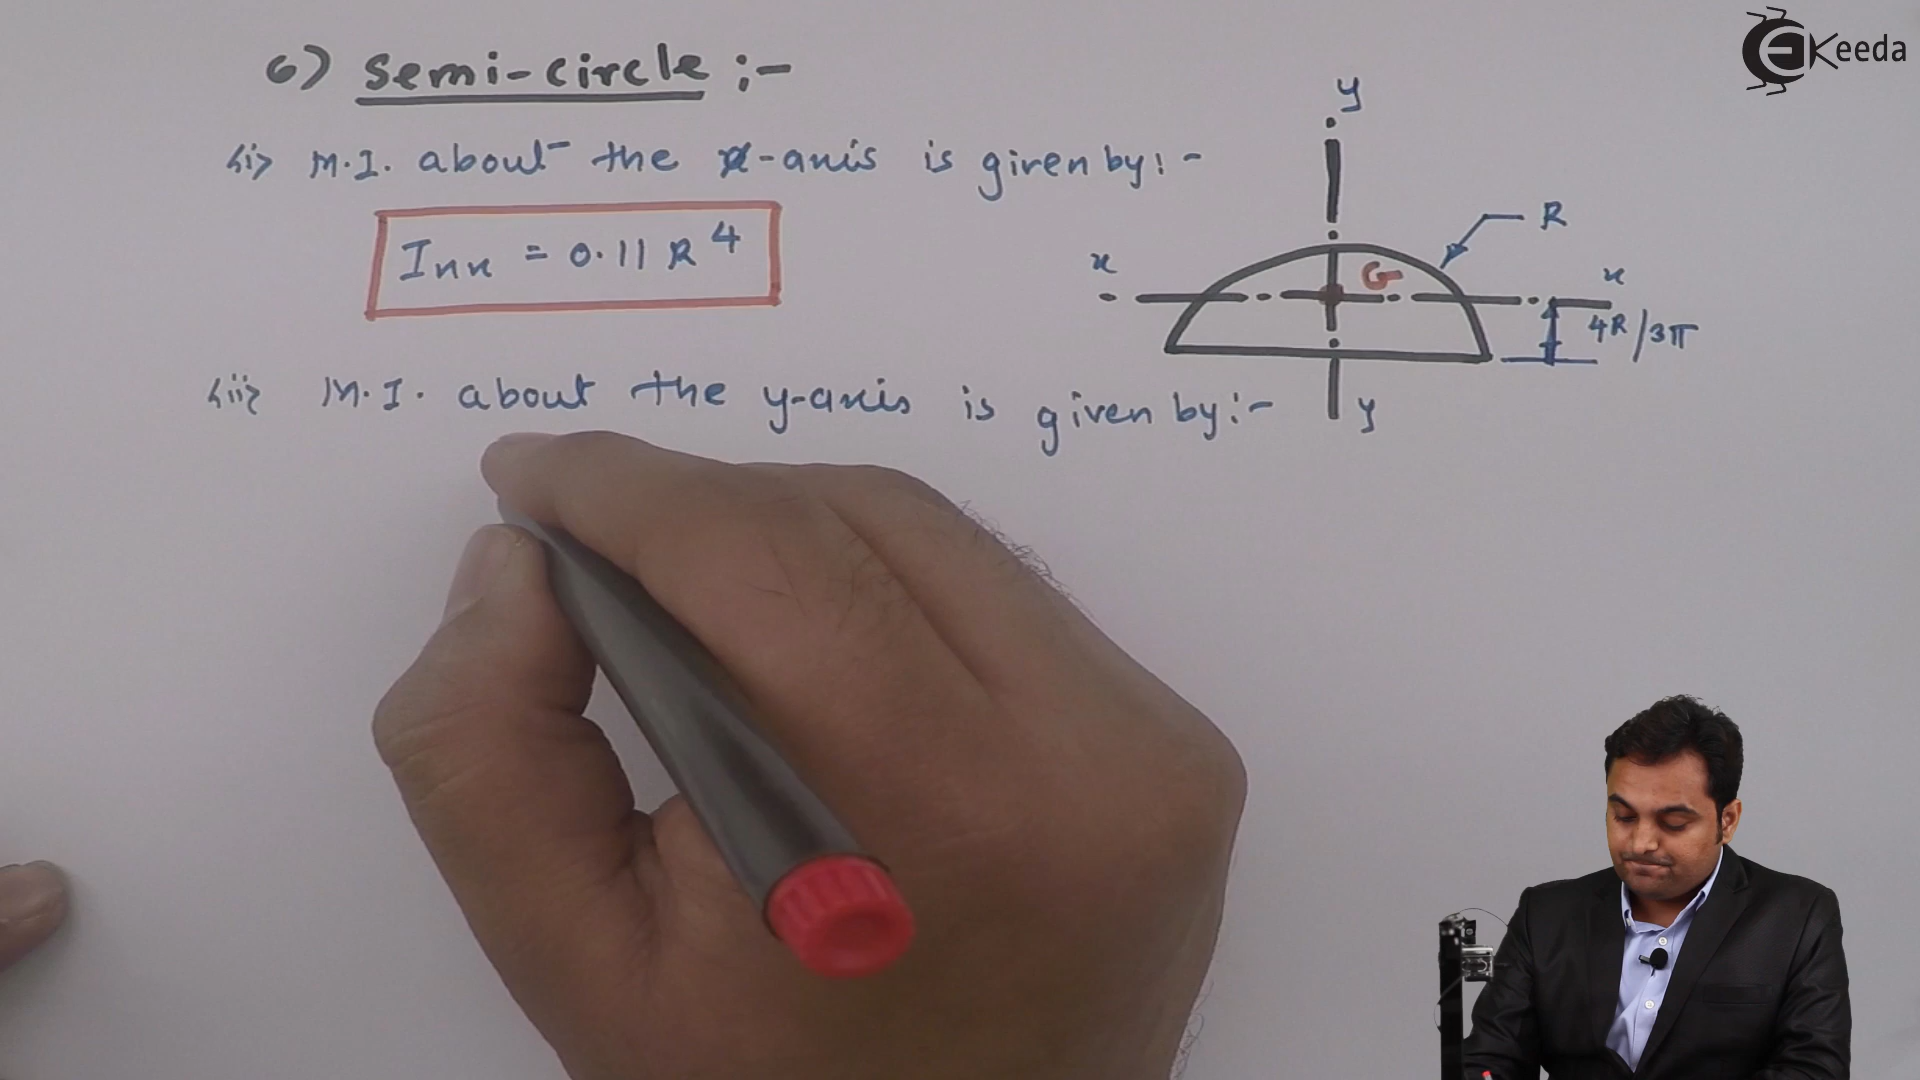 6) semi-circle :-
(i) M.I. about the x-axis is given by:-
Ixx = 0.11 R4
(ii) M.I. about the y-axis is given by:-
y
R
x
G
x
4R/3π
y
EKeeda